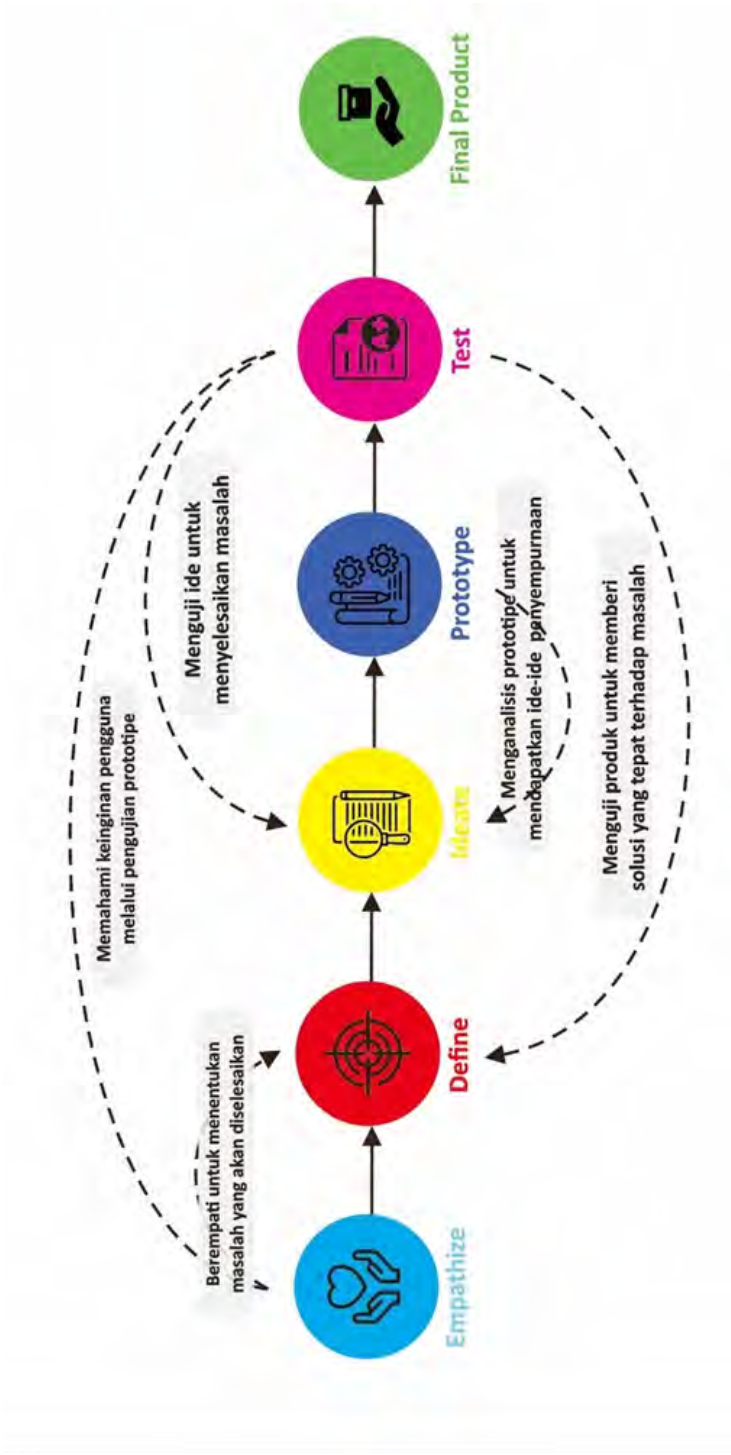 Memahami keinginan pengguna
melalui pengujian prototipe
Menguji ide untuk
menyelesaikan masalah
Berempati untuk menentukan
masalah yang akan diselesaikan
Empathize
Define
Ideate
Prototype
Test
Final Product
Menganalisis prototipe untuk
mendapatkan ide-ide penyempurnaan
Menguji produk untuk memberi
solusi yang tepat terhadap masalah